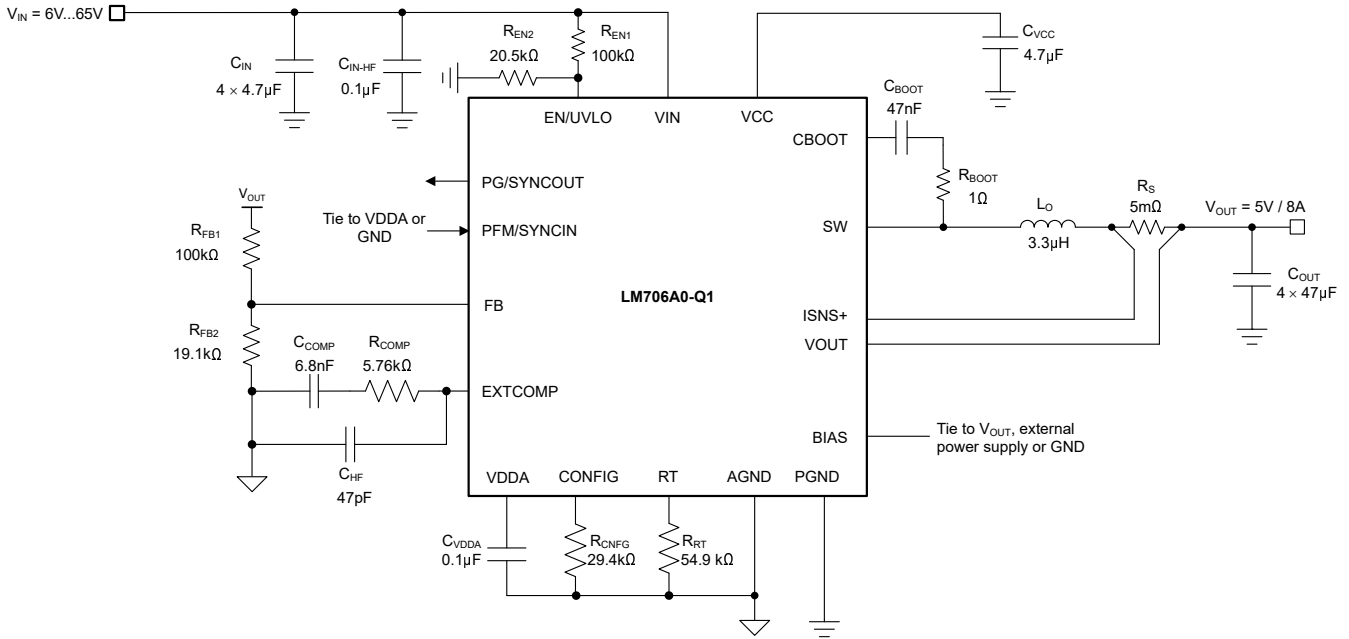 V_IN = 6V...65V
C_IN
4 × 4.7µF
C_IN-HF
0.1µF
R_EN2
20.5kΩ
R_EN1
100kΩ
C_VCC
4.7µF
EN/UVLO
VIN
VCC
C_BOOT
47nF
CBOOT
R_BOOT
1Ω
PG/SYNCOUT
V_OUT
Tie to VDDA or
GND
PFM/SYNCIN
SW
L_O
3.3µH
R_S
5mΩ
V_OUT = 5V / 8A
R_FB1
100kΩ
LM706A0-Q1
C_OUT
4 × 47µF
FB
ISNS+
VOUT
R_FB2
19.1kΩ
C_COMP
6.8nF
R_COMP
5.76kΩ
EXTCOMP
BIAS
Tie to V_OUT, external
power supply or GND
C_HF
47pF
VDDA
CONFIG
RT
AGND
PGND
C_VDDA
0.1µF
R_CNFG
29.4kΩ
R_RT
54.9 kΩ